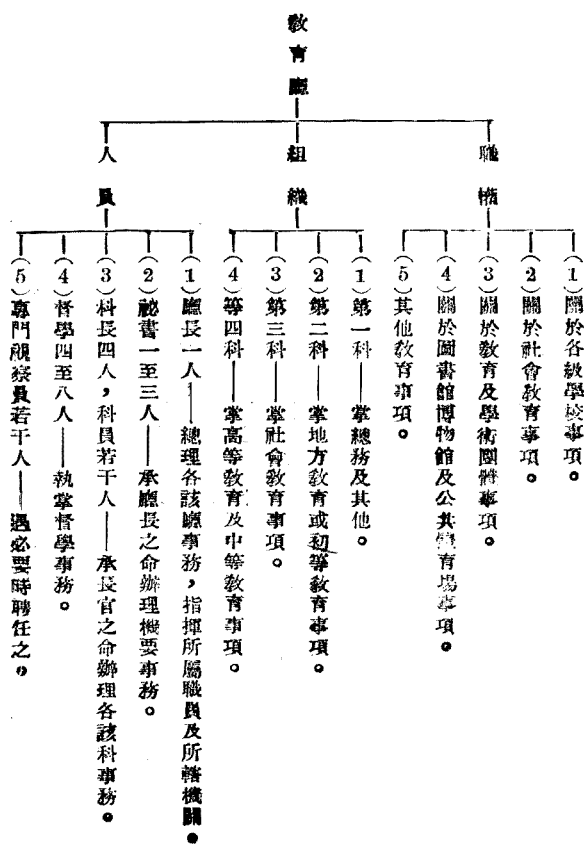 教育廳
職權
(1)關於各級學校事項。
(2)關於社會教育事項。
(3)關於教育及學術團體事項。
(4)關於圖書館博物館及公共體育場事項。
(5)其他教育事項。
組織
(1)第一科——掌總務及其他。
(2)第二科——掌地方教育或初等教育事項。
(3)第三科——掌社會教育事項。
(4)等四科——掌高等教育及中等教育事項。
人員
(1)廳長一人——總理各該廳事務,指揮所屬職員及所轄機關。
(2)祕書一至三人——承廳長之命辦理機要事務。
(3)科長四人,科員若干人——承長官之命辦理各該科事務。
(4)督學四至八人——執掌督學事務。
(5)專門視察員若干人——遇必要時聘任之。